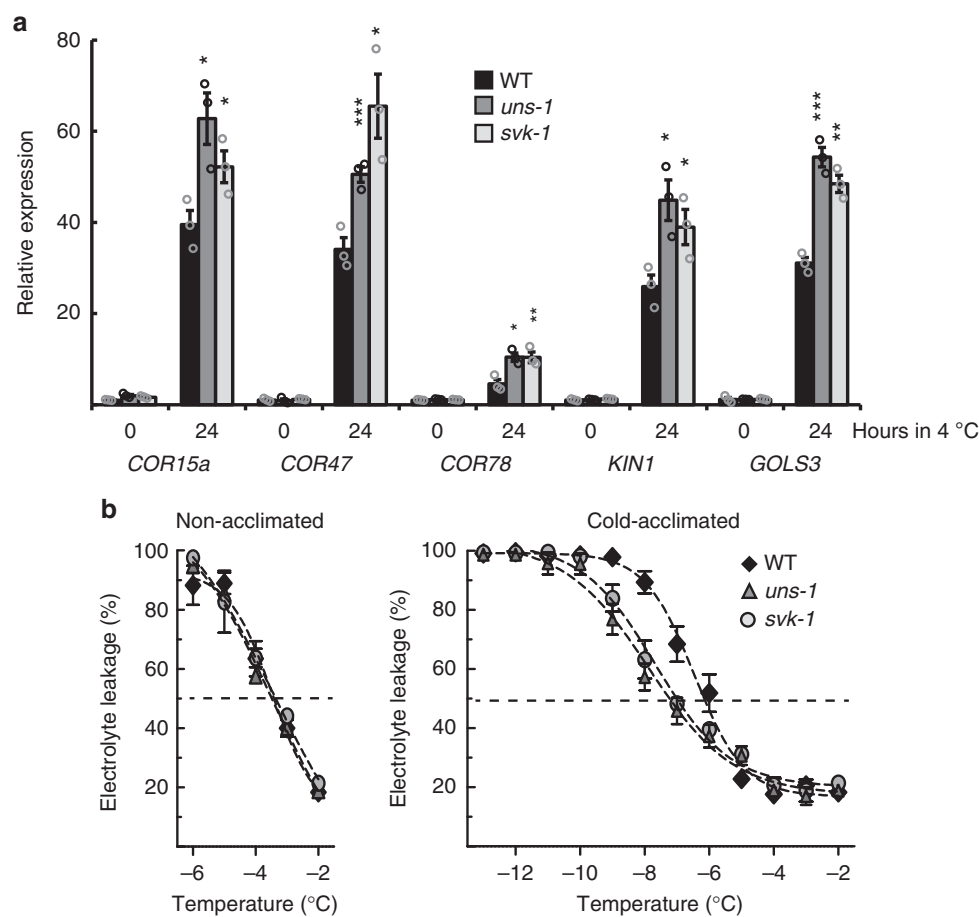 a
80
60
40
20
Relative expression
WT
uns-1
svk-1
*
*
***
*
*
**
*
*
***
**
0 24 0 24 0 24 0 24 0 24 Hours in 4 °C
COR15a COR47 COR78 KIN1 GOLS3
b
Non-acclimated
100
80
60
40
20
Electrolyte leakage (%)
–6 –4 –2
Temperature (°C)
Cold-acclimated
100
80
60
40
20
Electrolyte leakage (%)
WT
uns-1
svk-1
–12 –10 –8 –6 –4 –2
Temperature (°C)